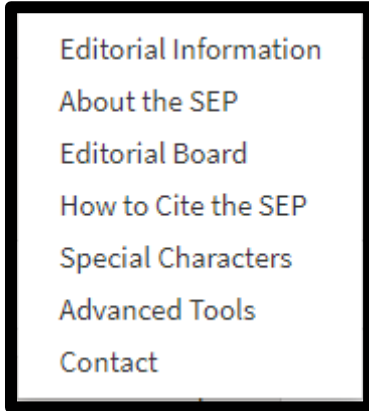 Editorial Information
About the SEP
Editorial Board
How to Cite the SEP
Special Characters
Advanced Tools
Contact